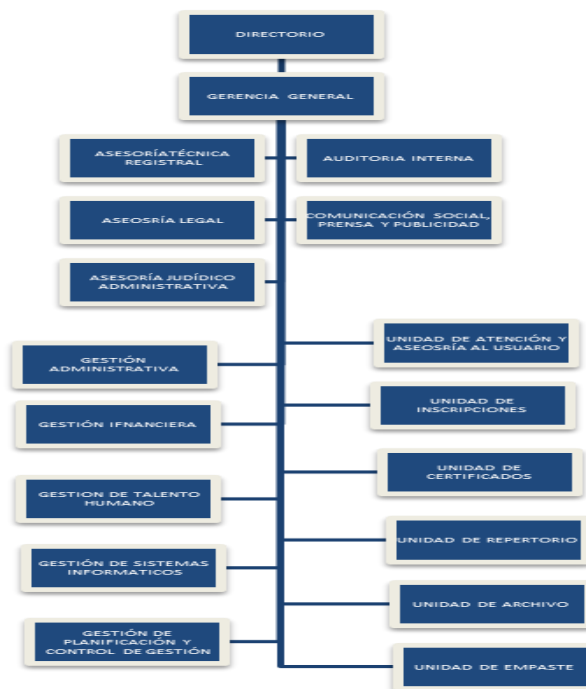 DIRECTORIO
GERENCIA GENERAL
ASESORÍATÉCNICA
REGISTRAL
AUDITORIA INTERNA
ASEOSRÍA LEGAL
COMUNICACIÓN SOCIAL,
PRENSA Y PUBLICIDAD
ASESORÍA JUDÍDICO
ADMINISTRATIVA
UNIDAD DE ATENCIÓN Y
ASEOSRÍA AL USUARIO
GESTIÓN
ADMINISTRATIVA
UNIDAD DE
INSCRIPCIONES
GESTIÓN IFNANCIERA
UNIDAD DE
CERTIFICADOS
GESTION DE TALENTO
HUMANO
UNIDAD DE REPERTORIO
GESTIÓN DE SISTEMAS
INFORMATICOS
UNIDAD DE ARCHIVO
GESTIÓN DE
PLANIFICACIÓN Y
CONTROL DE GESTIÓN
UNIDAD DE EMPASTE